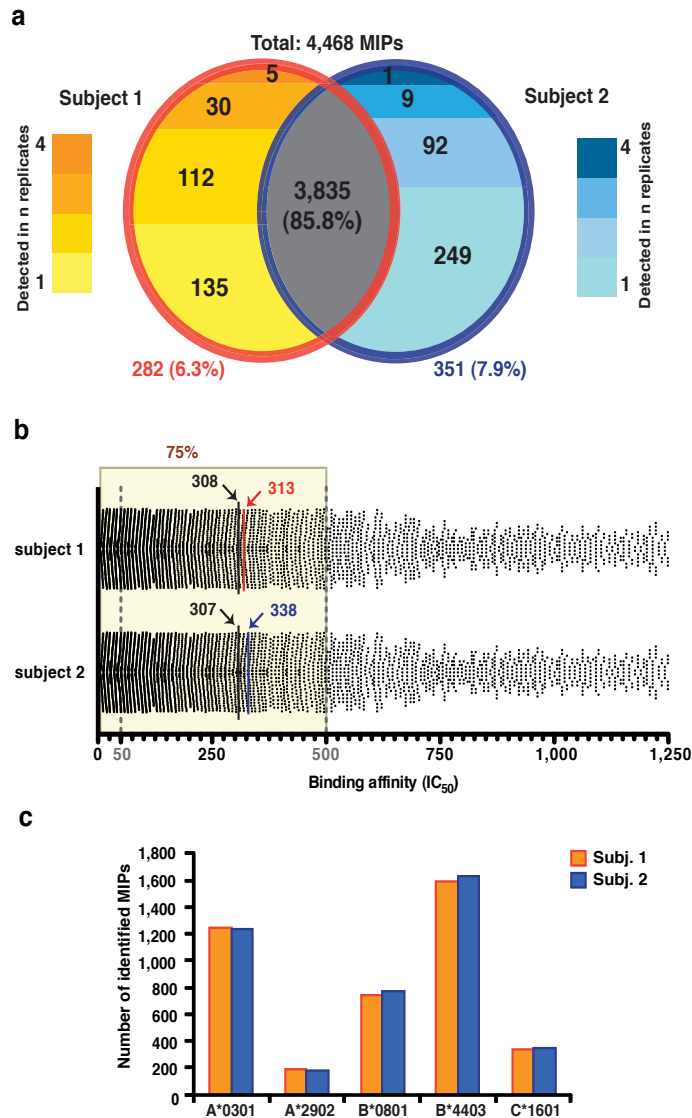 a
Total: 4,468 MIPs
Subject 1
Subject 2
5
1
30
9
112
92
3,835
(85.8%)
135
249
4
1
Detected in n replicates
4
1
Detected in n replicates
282 (6.3%)
351 (7.9%)
b
75%
308
313
subject 1
307
338
subject 2
0 50 250 500 750 1,000 1,250
Binding affinity (IC50)
c
Number of identified MIPs
1,800
1,600
1,400
1,200
1,000
800
600
400
200
0
Subj. 1
Subj. 2
A*0301 A*2902 B*0801 B*4403 C*1601